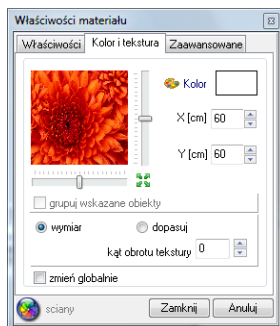 Właściwości materiału
Właściwości Kolor i tekstura Zaawansowane
Kolor
X [cm] 60
Y [cm] 60
grupuj wskazane obiekty
wymiar dopasuj
kąt obrotu tekstury 0
zmień globalnie
sciany Zamknij Anuluj